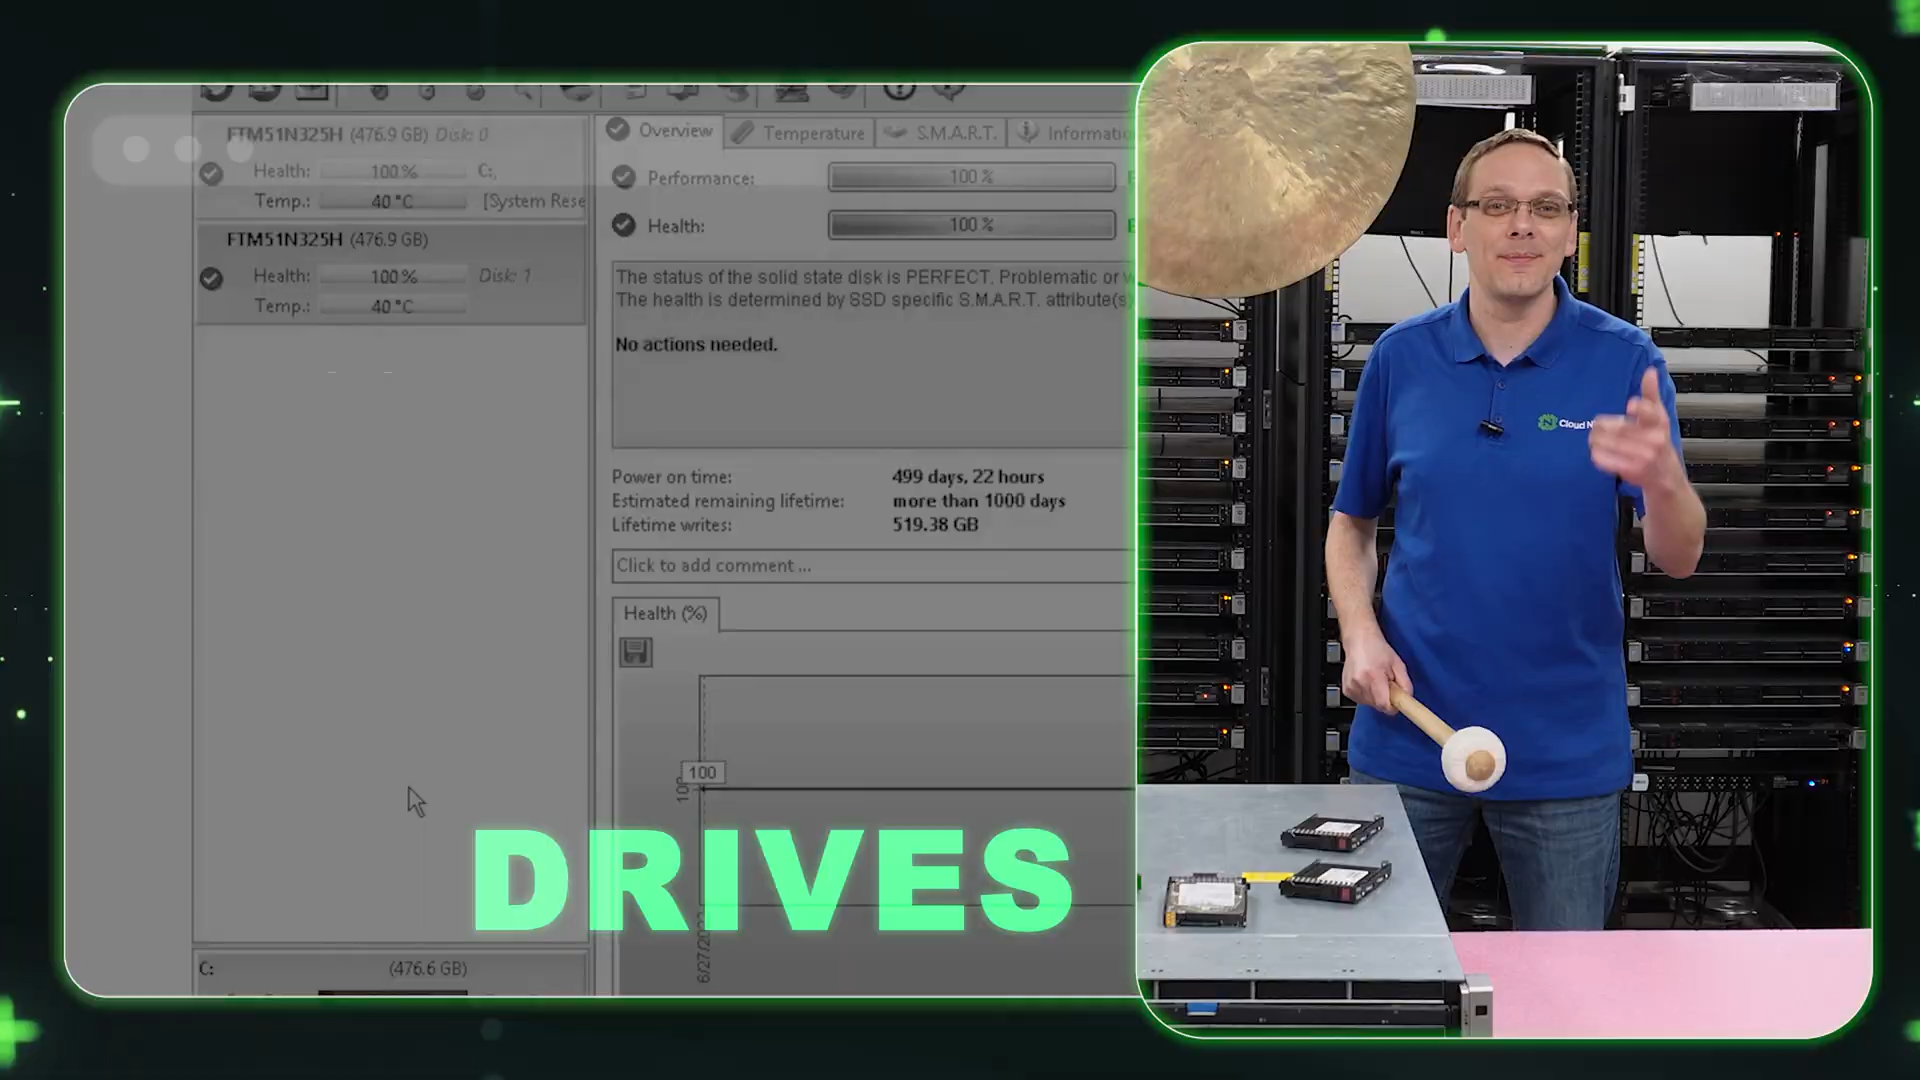 FTM51N325H (476.9 GB) Disk: 0
Health: 100 % C:,
Temp.: 40 °C [System Rese
FTM51N325H (476.9 GB)
Health: 100 % Disk: 1
Temp.: 40 °C
Overview Temperature S.M.A.R.T. Informatio
Performance: 100 %
Health: 100 %
The status of the solid state disk is PERFECT. Problematic or w
The health is determined by SSD specific S.M.A.R.T. attribute(s)
No actions needed.
Power on time: 499 days, 22 hours
Estimated remaining lifetime: more than 1000 days
Lifetime writes: 519.38 GB
Click to add comment ...
Health (%)
100
DRIVES
C: (476.6 GB)
Cloud N